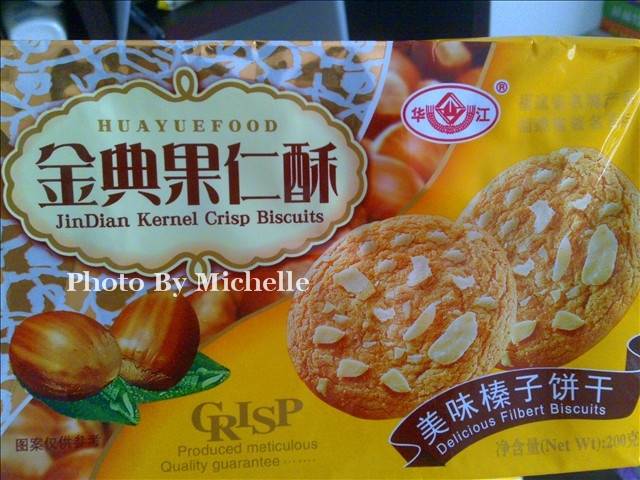 HUAYUEFOOD
金典果仁酥
JinDian Kernel Crisp Biscuits
华江®
Photo By Michelle
图案仅供参考
CRISP
Produced meticulous
Quality guarantee ......
美味榛子饼干
Delicious Filbert Biscuits
净含量(Net Wt):200克